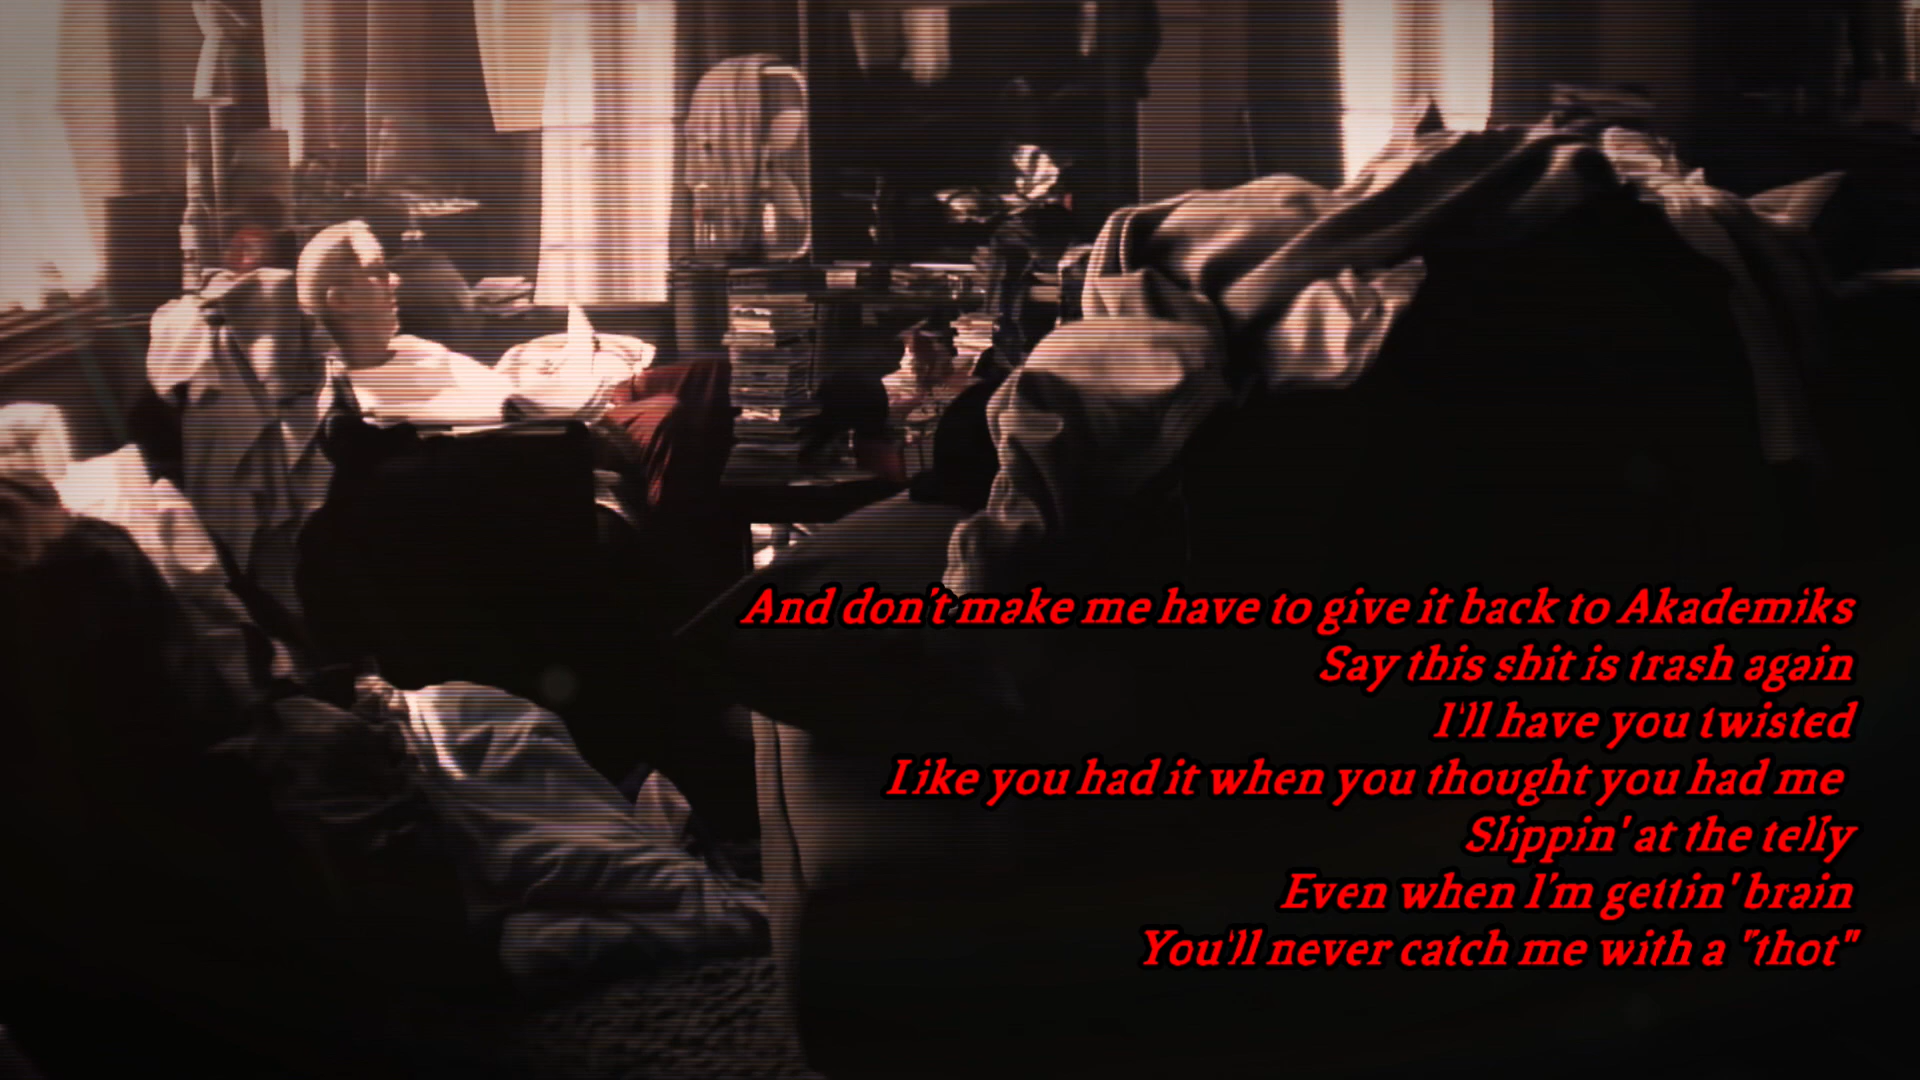 And don't make me have to give it back to Akademiks
Say this shit is trash again
I'll have you twisted
Like you had it when you thought you had me
Slippin' at the telly
Even when I'm gettin' brain
You'll never catch me with a "thot"